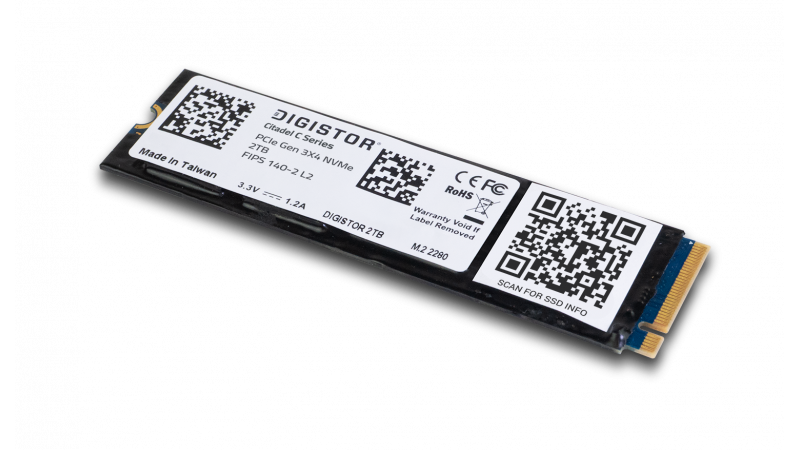 DIGISTOR®
Citadel C Series
PCIe Gen 3X4 NVMe
2TB
FIPS 140-2 L2
Made In Taiwan
3.3V ⎓ 1.2A
DIGISTOR 2TB
M.2 2280
CE FC
RoHS
Warranty Void If
Label Removed
SCAN FOR SSD INFO